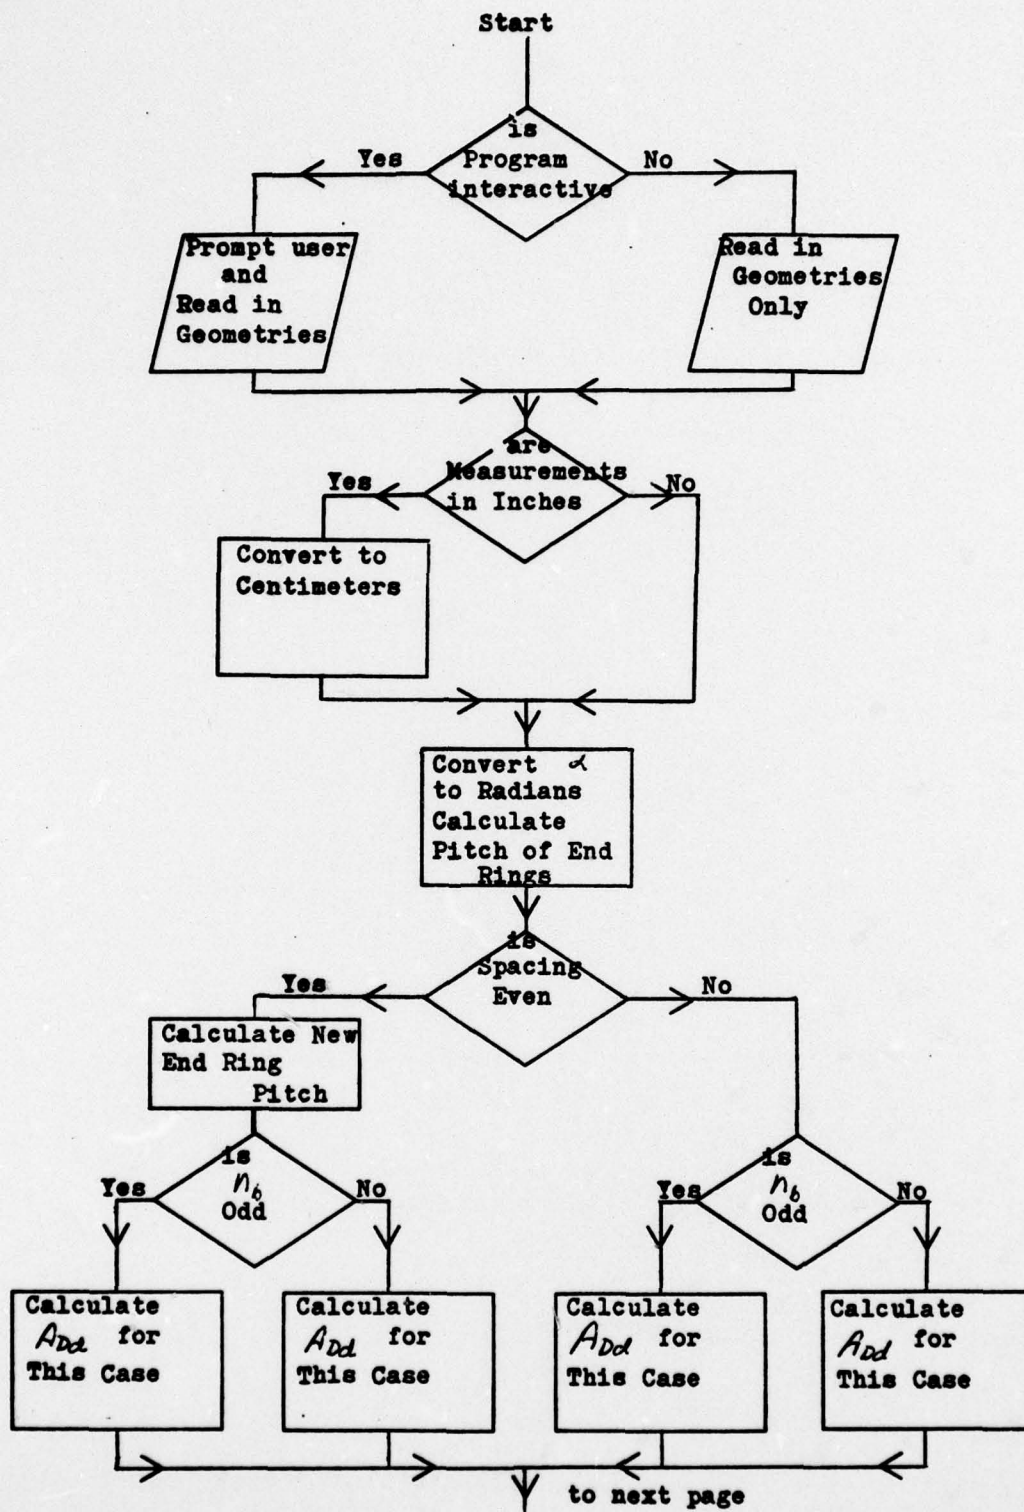 Start
is
Program
interactive
Yes
No
Prompt user
and
Read in
Geometries
Read in
Geometries
Only
are
Measurements
in Inches
Yes
No
Convert to
Centimeters
Convert α
to Radians
Calculate
Pitch of End
Rings
is
Spacing
Even
Yes
No
Calculate New
End Ring
Pitch
is
n_b
Odd
Yes
No
is
n_b
Odd
Yes
No
Calculate
A_Dd for
This Case
Calculate
A_Dd for
This Case
Calculate
A_Dd for
This Case
Calculate
A_Dd for
This Case
to next page